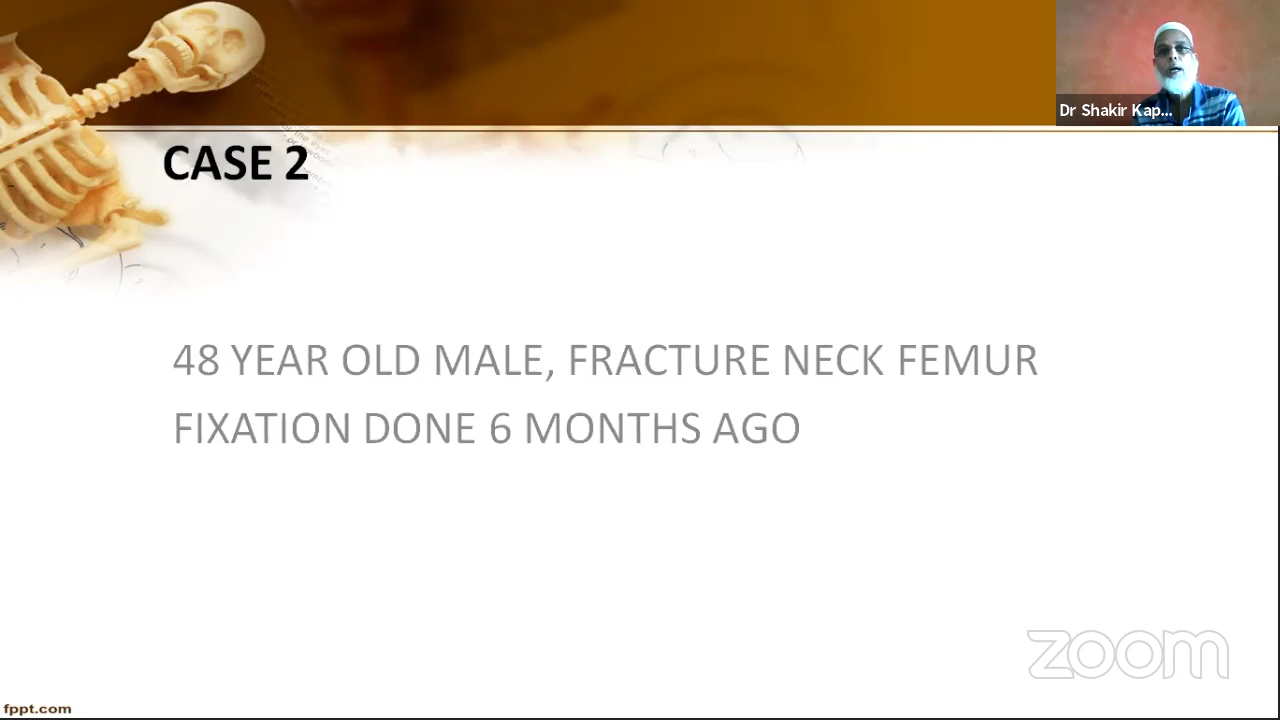 Dr Shakir Kap...
CASE 2
48 YEAR OLD MALE, FRACTURE NECK FEMUR
FIXATION DONE 6 MONTHS AGO
zoom
fppt.com